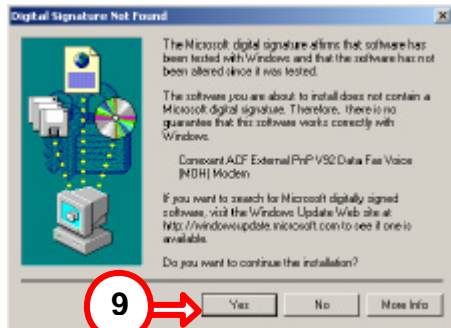 Digital Signature Not Found
The Microsoft digital signature affirms that software has
been tested with Windows and that the software has not
been altered since it was tested.
The software you are about to install does not contain a
Microsoft digital signature. Therefore, there is no
guarantee that this software works correctly with
Windows.
Conexant ACF External PnP V92 Data Fax Voice
(MOH) Modem
If you want to search for Microsoft digitally signed
software, visit the Windows Update Web site at
http://windowsupdate.microsoft.com to see if one is
available.
Do you want to continue the installation?
9
Yes
No
More Info